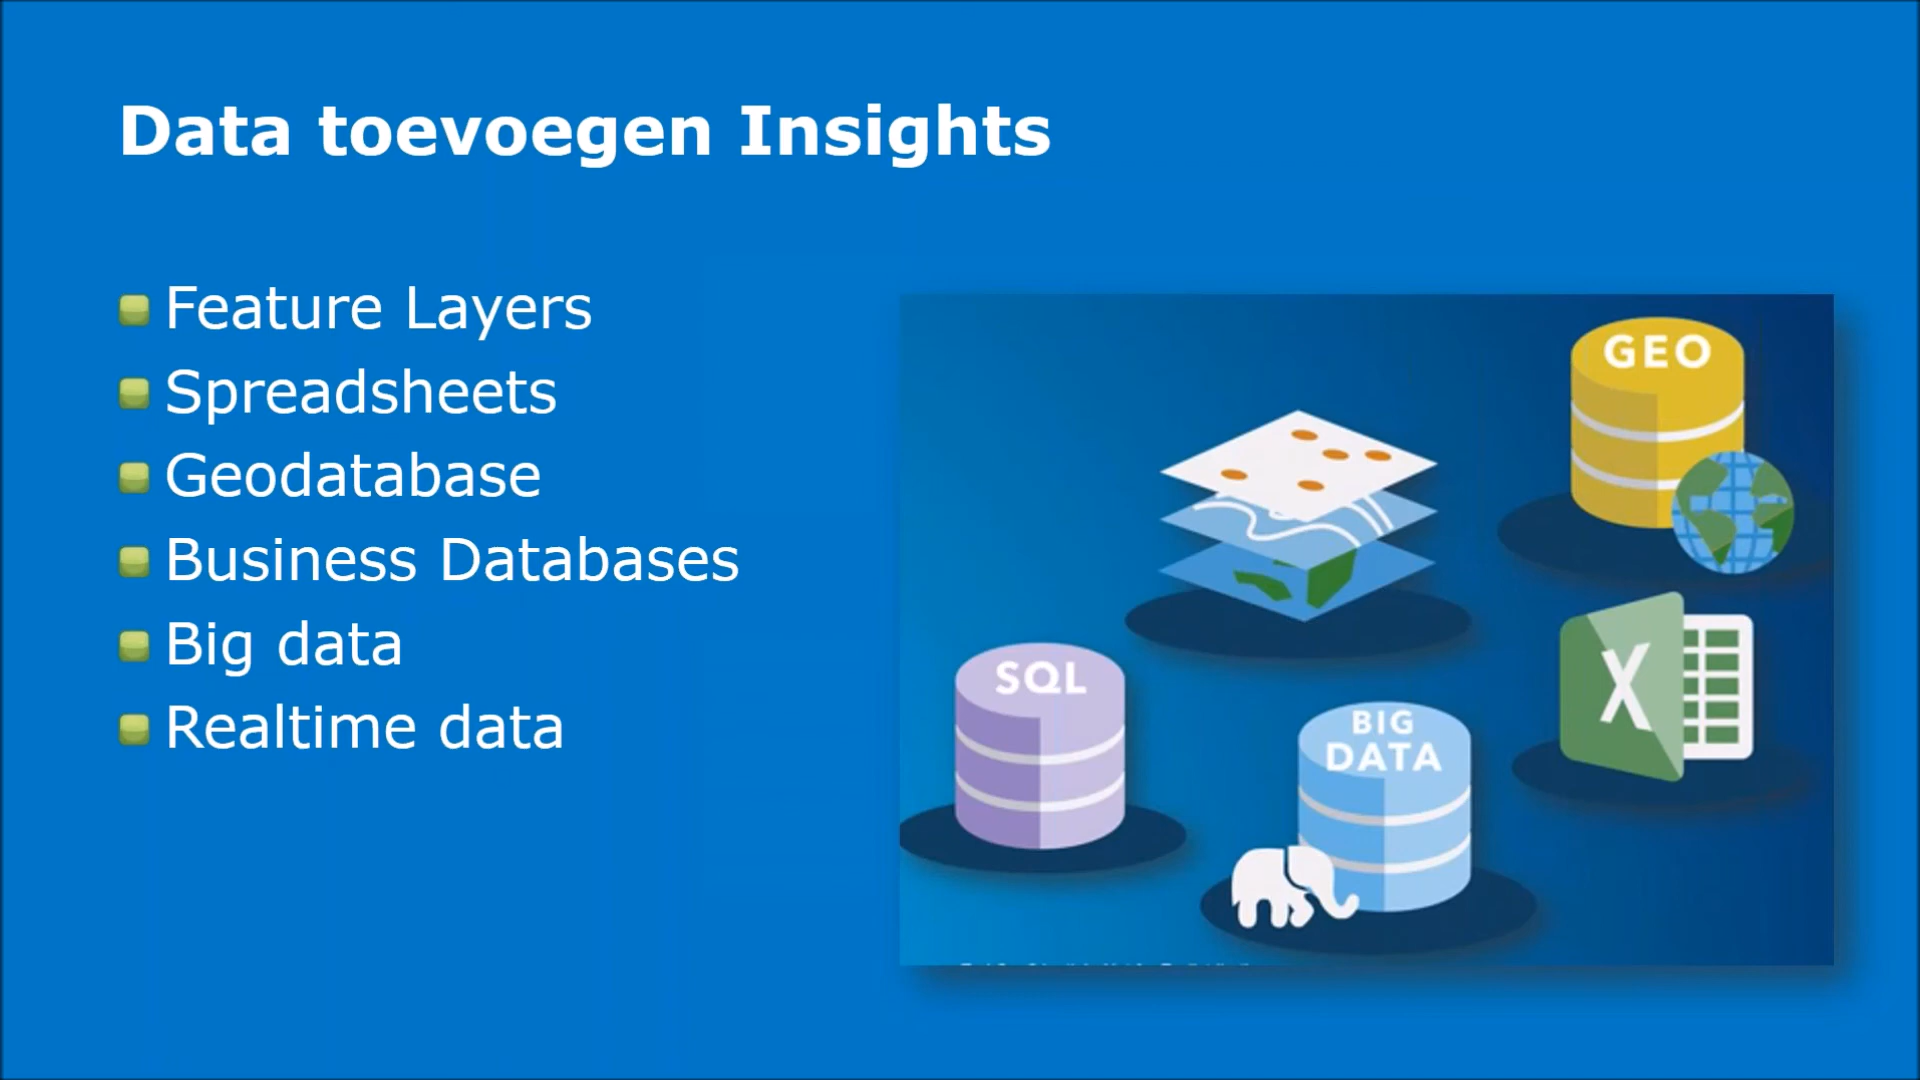 Data toevoegen Insights
Feature Layers
Spreadsheets
Geodatabase
Business Databases
Big data
Realtime data
GEO
SQL
BIG
DATA
X